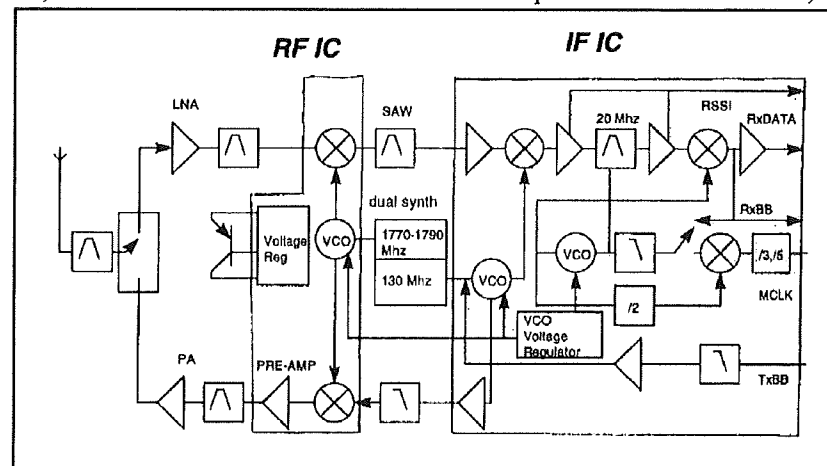 RF IC
IF IC
LNA
SAW
20 Mhz
RSSI
RxDATA
dual synth
Voltage
Reg
VCO
1770-1790
Mhz
130 Mhz
VCO
VCO
RxBB
/3,/5
MCLK
/2
VCO
Voltage
Regulator
PA
PRE-AMP
TxBB